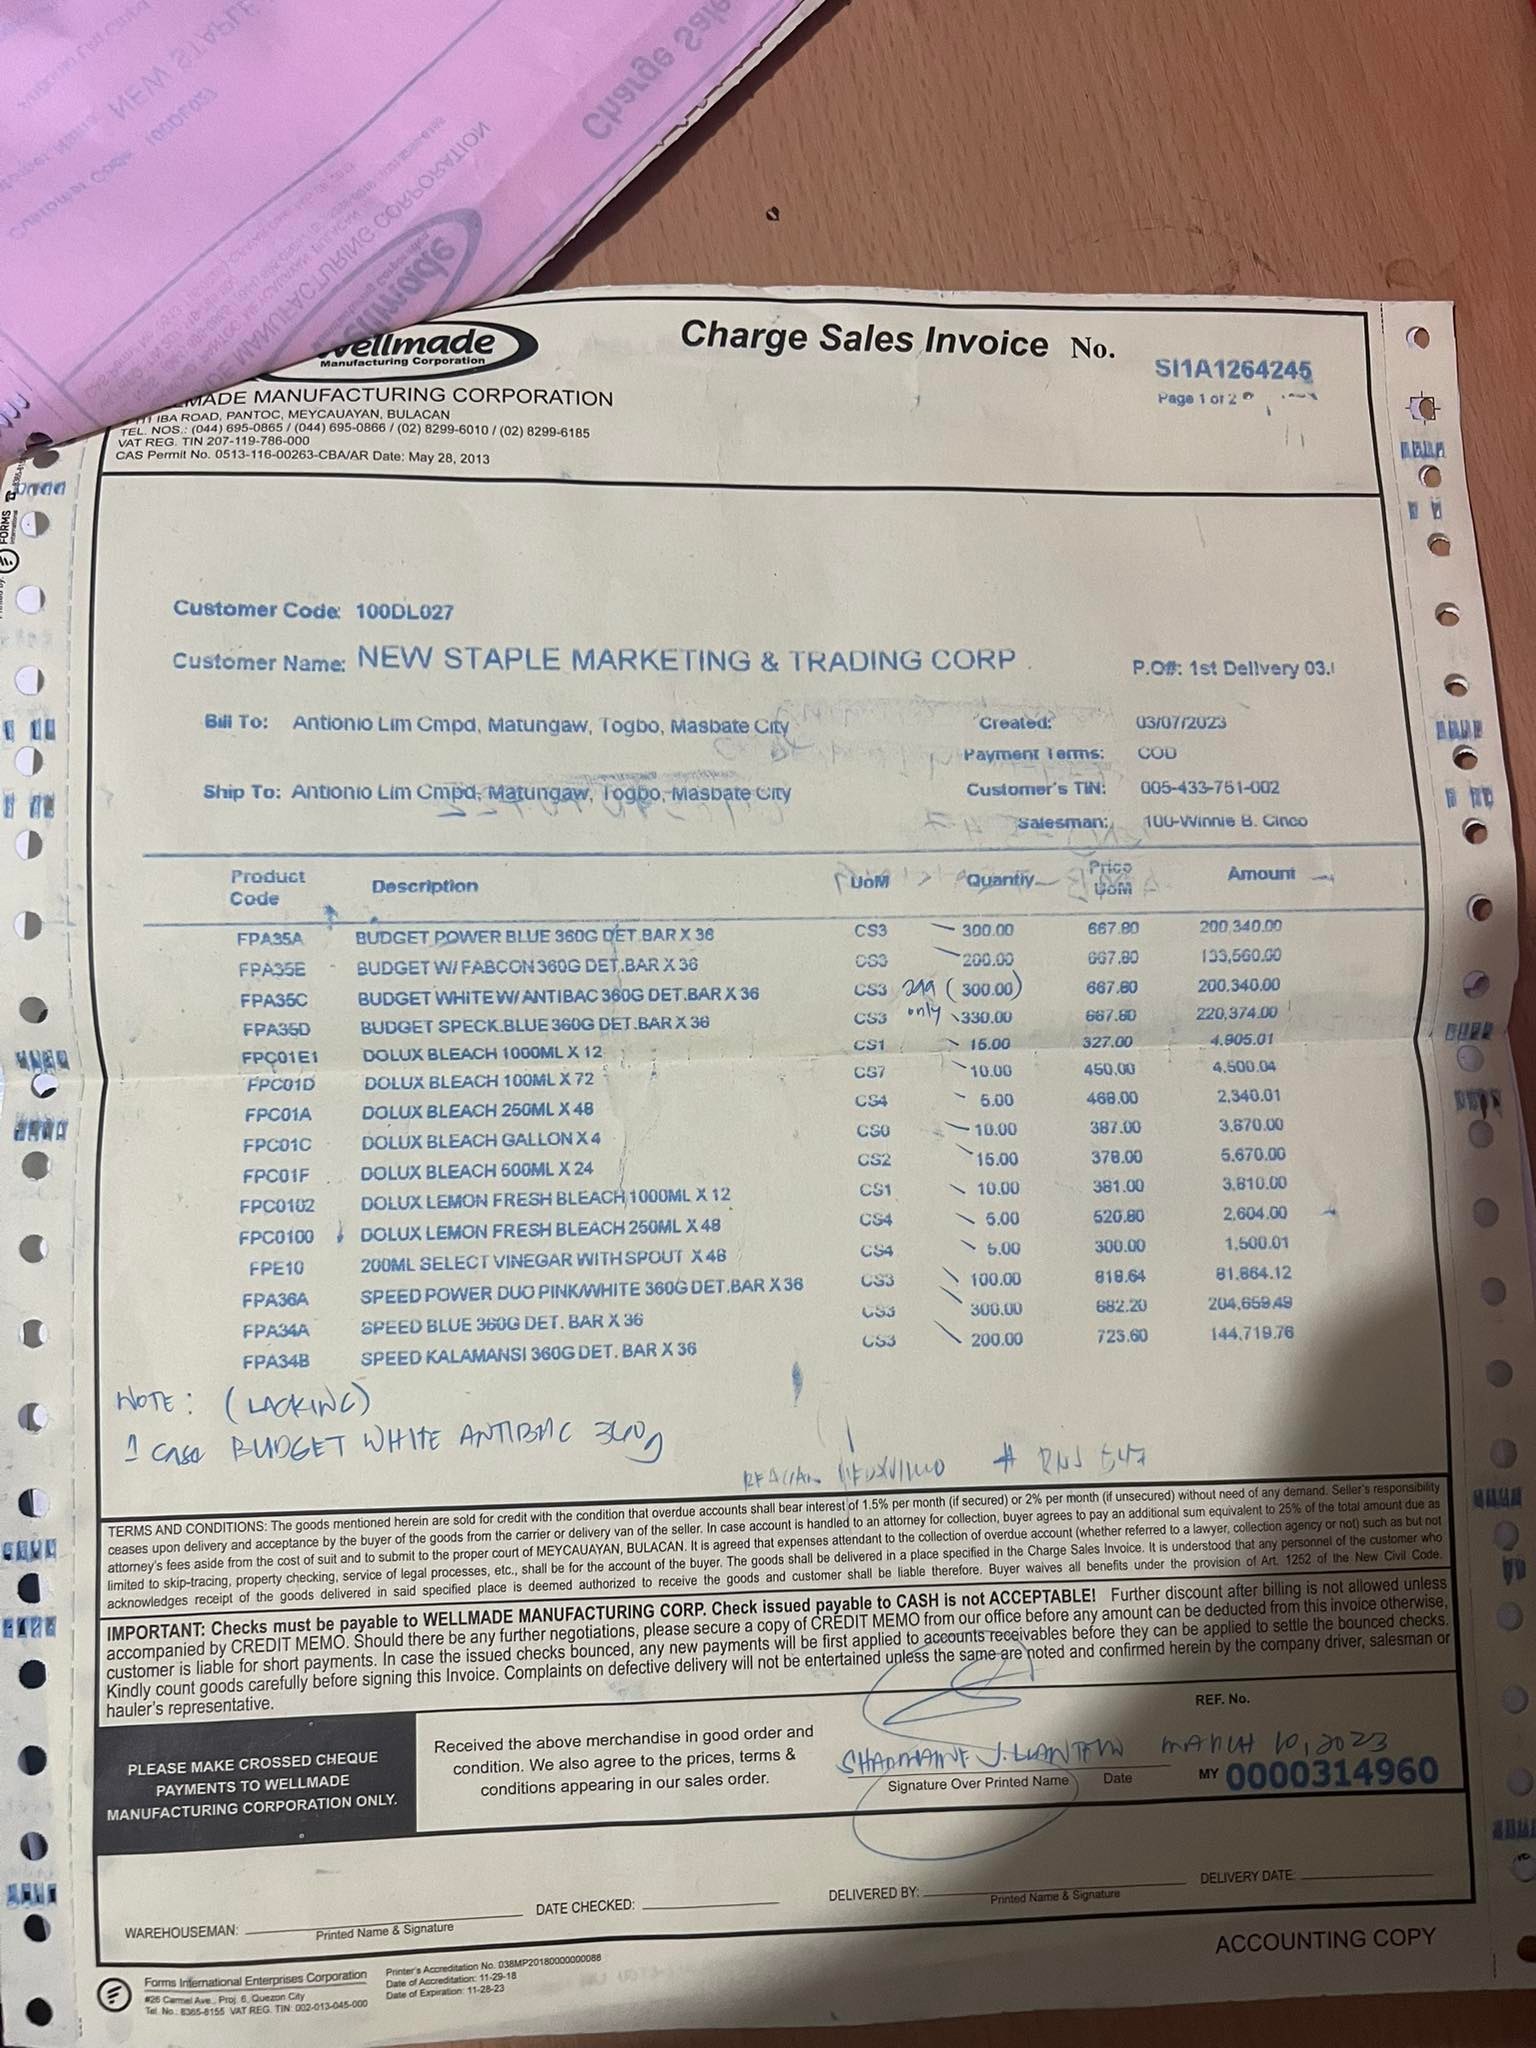 Charge Sale
NEW STAPLE
Customer Code 100DL027
MANUFACTURING CORPORATION
Wellmade
Wellmade
Manufacturing Corporation
Charge Sales Invoice No.
SI1A1264245
Page 1 of 2
MADE MANUFACTURING CORPORATION
IBA ROAD, PANTOC, MEYCAUAYAN, BULACAN
TEL. NOS.: (044) 695-0865 / (044) 695-0866 / (02) 8299-6010 / (02) 8299-6185
VAT REG. TIN 207-119-786-000
CAS Permit No. 0513-116-00263-CBA/AR Date: May 28, 2013
Customer Code: 100DL027
Customer Name: NEW STAPLE MARKETING & TRADING CORP .
P.O#: 1st Delivery 03.
Bill To: Antionio Lim Cmpd, Matungaw, Togbo, Masbate City
Created: 03/07/2023
Payment Terms: COD
Ship To: Antionio Lim Cmpd, Matungaw, Togbo, Masbate City
Customer's TIN: 005-433-751-002
Salesman: 100-Winnie B. Cinco
Product Code Description UoM Quantiy Price UoM Amount
FPA35A BUDGET POWER BLUE 360G DET.BAR X 36 CS3 300.00 667.80 200,340.00
FPA35E BUDGET W/ FABCON 360G DET.BAR X 36 CS3 200.00 667.80 133,560.00
FPA35C BUDGET WHITE W/ ANTIBAC 360G DET.BAR X 36 CS3 299 only (300.00) 667.80 200,340.00
FPA35D BUDGET SPECK.BLUE 360G DET.BAR X 36 CS3 330.00 667.80 220,374.00
FPC01E1 DOLUX BLEACH 1000ML X 12 CS1 15.00 327.00 4,905.01
FPC01D DOLUX BLEACH 100ML X 72 CS7 10.00 450.00 4,500.04
FPC01A DOLUX BLEACH 250ML X 48 CS4 5.00 468.00 2,340.01
FPC01C DOLUX BLEACH GALLON X 4 CS0 10.00 387.00 3,870.00
FPC01F DOLUX BLEACH 500ML X 24 CS2 15.00 378.00 5,670.00
FPC0102 DOLUX LEMON FRESH BLEACH 1000ML X 12 CS1 10.00 381.00 3,810.00
FPC0100 DOLUX LEMON FRESH BLEACH 250ML X 48 CS4 5.00 520.80 2,604.00
FPE10 200ML SELECT VINEGAR WITH SPOUT X 48 CS4 5.00 300.00 1,500.01
FPA36A SPEED POWER DUO PINK/WHITE 360G DET.BAR X 36 CS3 100.00 818.64 81,864.12
FPA34A SPEED BLUE 360G DET. BAR X 36 CS3 300.00 682.20 204,659.49
FPA34B SPEED KALAMANSI 360G DET. BAR X 36 CS3 200.00 723.60 144,719.76
NOTE: (LACKING)
1 case BUDGET WHITE ANTIBAC 360g
TERMS AND CONDITIONS: The goods mentioned herein are sold for credit with the condition that overdue accounts shall bear interest of 1.5% per month (if secured) or 2% per month (if unsecured) without need of any demand. Seller's responsibility
ceases upon delivery and acceptance by the buyer of the goods from the carrier or delivery van of the seller. In case account is handled to an attorney for collection, buyer agrees to pay an additional sum equivalent to 25% of the total amount due as
attorney's fees aside from the cost of suit and to submit to the proper court of MEYCAUAYAN, BULACAN. It is agreed that expenses attendant to the collection of overdue account (whether referred to a lawyer, collection agency or not) such as but not
limited to skip-tracing, property checking, service of legal processes, etc., shall be for the account of the buyer. The goods shall be delivered in a place specified in the Charge Sales Invoice. It is understood that any personnel of the customer who
acknowledges receipt of the goods delivered in said specified place is deemed authorized to receive the goods and customer shall be liable therefore. Buyer waives all benefits under the provision of Art. 1252 of the New Civil Code.
IMPORTANT: Checks must be payable to WELLMADE MANUFACTURING CORP. Check issued payable to CASH is not ACCEPTABLE! Further discount after billing is not allowed unless
accompanied by CREDIT MEMO. Should there be any further negotiations, please secure a copy of CREDIT MEMO from our office before any amount can be deducted from this invoice otherwise,
customer is liable for short payments. In case the issued checks bounced, any new payments will be first applied to accounts receivables before they can be applied to settle the bounced checks.
Kindly count goods carefully before signing this Invoice. Complaints on defective delivery will not be entertained unless the same are noted and confirmed herein by the company driver, salesman or
hauler's representative.
PLEASE MAKE CROSSED CHEQUE
PAYMENTS TO WELLMADE
MANUFACTURING CORPORATION ONLY.
Received the above merchandise in good order and
condition. We also agree to the prices, terms &
conditions appearing in our sales order.
MARCH 10, 2023
Signature Over Printed Name Date
REF. No.
MY 0000314960
WAREHOUSEMAN:
Printed Name & Signature
DATE CHECKED:
DELIVERED BY:
Printed Name & Signature
DELIVERY DATE:
ACCOUNTING COPY
Forms International Enterprises Corporation
#26 Carmel Ave., Proj. 6, Quezon City
Tel. No.: 8365-8155 VAT REG. TIN: 002-013-045-000
Printer's Accreditation No. 038MP20180000000088
Date of Accreditation: 11-29-18
Date of Expiration: 11-28-23